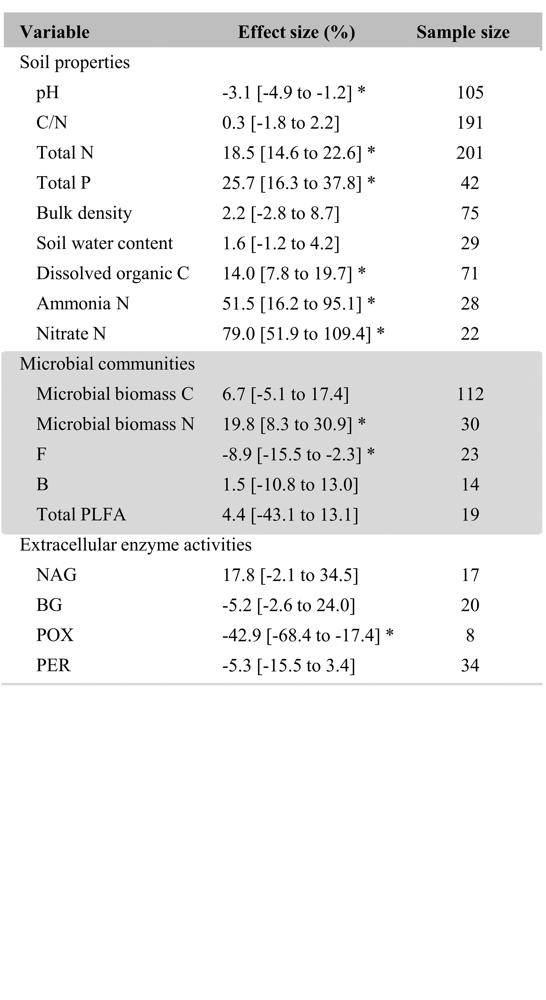 Variable Effect size (%) Sample size
Soil properties
pH -3.1 [-4.9 to -1.2] * 105
C/N 0.3 [-1.8 to 2.2] 191
Total N 18.5 [14.6 to 22.6] * 201
Total P 25.7 [16.3 to 37.8] * 42
Bulk density 2.2 [-2.8 to 8.7] 75
Soil water content 1.6 [-1.2 to 4.2] 29
Dissolved organic C 14.0 [7.8 to 19.7] * 71
Ammonia N 51.5 [16.2 to 95.1] * 28
Nitrate N 79.0 [51.9 to 109.4] * 22
Microbial communities
Microbial biomass C 6.7 [-5.1 to 17.4] 112
Microbial biomass N 19.8 [8.3 to 30.9] * 30
F -8.9 [-15.5 to -2.3] * 23
B 1.5 [-10.8 to 13.0] 14
Total PLFA 4.4 [-43.1 to 13.1] 19
Extracellular enzyme activities
NAG 17.8 [-2.1 to 34.5] 17
BG -5.2 [-2.6 to 24.0] 20
POX -42.9 [-68.4 to -17.4] * 8
PER -5.3 [-15.5 to 3.4] 34